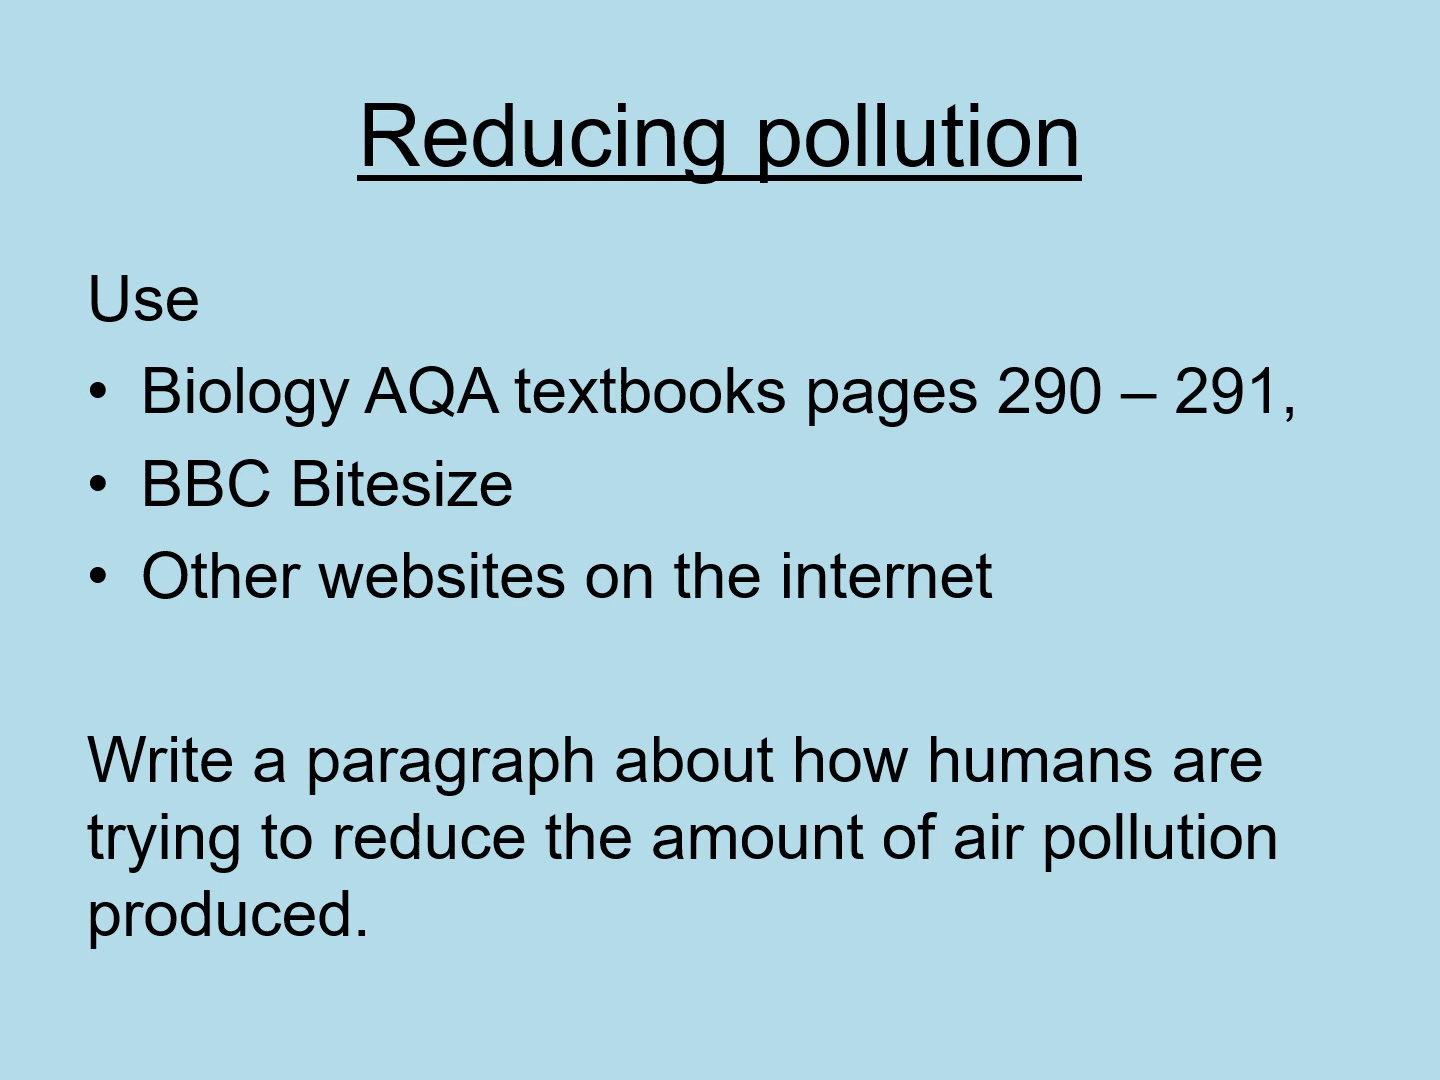 Reducing pollution
Use
• Biology AQA textbooks pages 290 – 291,
• BBC Bitesize
• Other websites on the internet
Write a paragraph about how humans are
trying to reduce the amount of air pollution
produced.